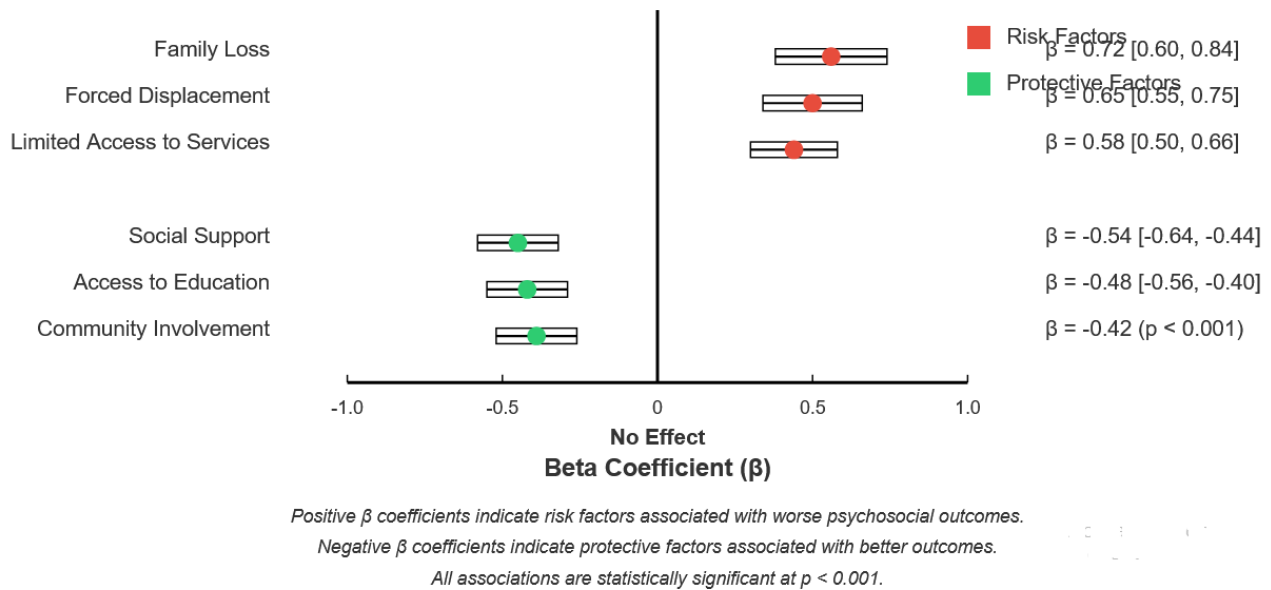 Family Loss
Risk Factors
β = 0.72 [0.60, 0.84]
Forced Displacement
Protective Factors
β = 0.65 [0.55, 0.75]
Limited Access to Services
β = 0.58 [0.50, 0.66]
Social Support
β = -0.54 [-0.64, -0.44]
Access to Education
β = -0.48 [-0.56, -0.40]
Community Involvement
β = -0.42 (p < 0.001)
-1.0 -0.5 0 0.5 1.0
No Effect
Beta Coefficient (β)
Positive β coefficients indicate risk factors associated with worse psychosocial outcomes.
Negative β coefficients indicate protective factors associated with better outcomes.
All associations are statistically significant at p < 0.001.